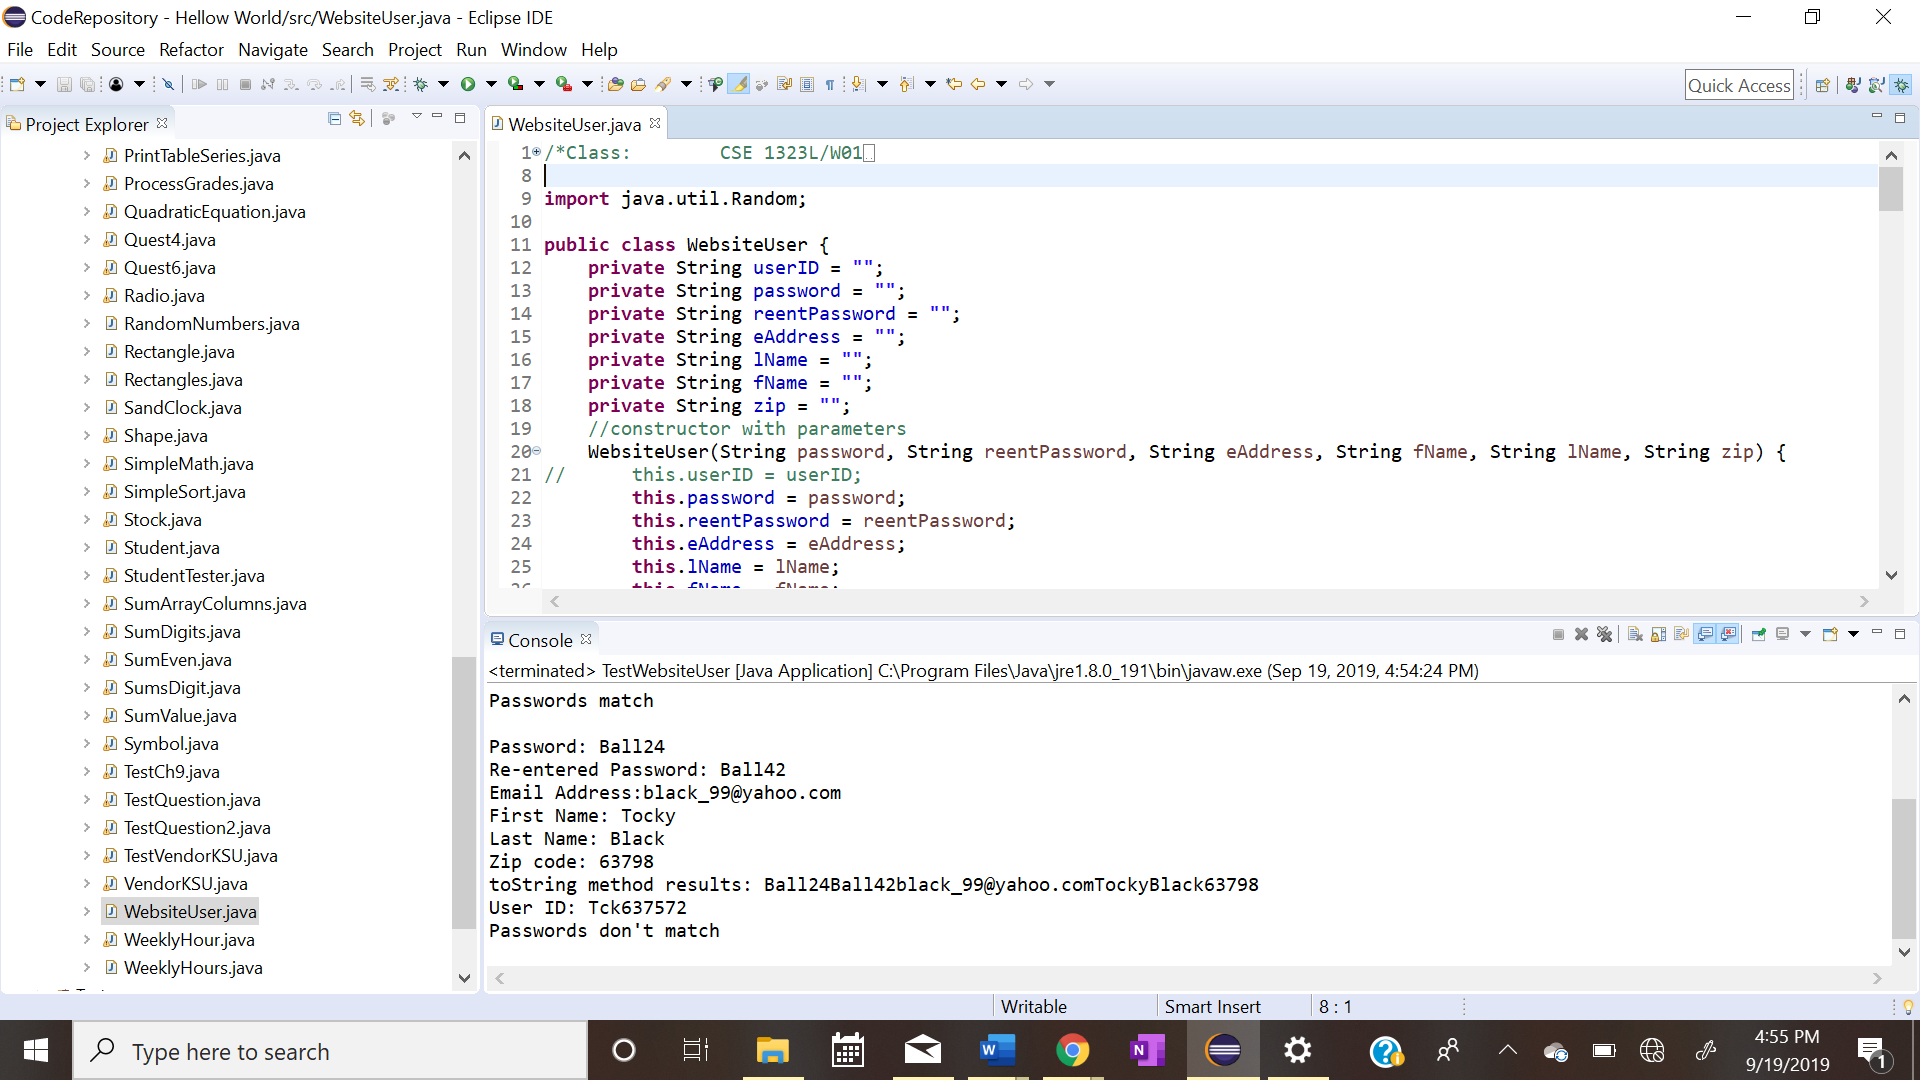 CodeRepository - Hellow World/src/WebsiteUser.java - Eclipse IDE
File Edit Source Refactor Navigate Search Project Run Window Help
Quick Access
Project Explorer
PrintTableSeries.java
ProcessGrades.java
QuadraticEquation.java
Quest4.java
Quest6.java
Radio.java
RandomNumbers.java
Rectangle.java
Rectangles.java
SandClock.java
Shape.java
SimpleMath.java
SimpleSort.java
Stock.java
Student.java
StudentTester.java
SumArrayColumns.java
SumDigits.java
SumEven.java
SumsDigit.java
SumValue.java
Symbol.java
TestCh9.java
TestQuestion.java
TestQuestion2.java
TestVendorKSU.java
VendorKSU.java
WebsiteUser.java
WeeklyHour.java
WeeklyHours.java
WebsiteUser.java
1 /*Class:        CSE 1323L/W01
8
9 import java.util.Random;
10
11 public class WebsiteUser {
12     private String userID = "";
13     private String password = "";
14     private String reentPassword = "";
15     private String eAddress = "";
16     private String lName = "";
17     private String fName = "";
18     private String zip = "";
19     //constructor with parameters
20     WebsiteUser(String password, String reentPassword, String eAddress, String fName, String lName, String zip) {
21 //      this.userID = userID;
22         this.password = password;
23         this.reentPassword = reentPassword;
24         this.eAddress = eAddress;
25         this.lName = lName;
Console
<terminated> TestWebsiteUser [Java Application] C:\Program Files\Java\jre1.8.0_191\bin\javaw.exe (Sep 19, 2019, 4:54:24 PM)
Passwords match
Password: Ball24
Re-entered Password: Ball42
Email Address:black_99@yahoo.com
First Name: Tocky
Last Name: Black
Zip code: 63798
toString method results: Ball24Ball42black_99@yahoo.comTockyBlack63798
User ID: Tck637572
Passwords don't match
Writable Smart Insert 8 : 1
Type here to search
4:55 PM
9/19/2019
1